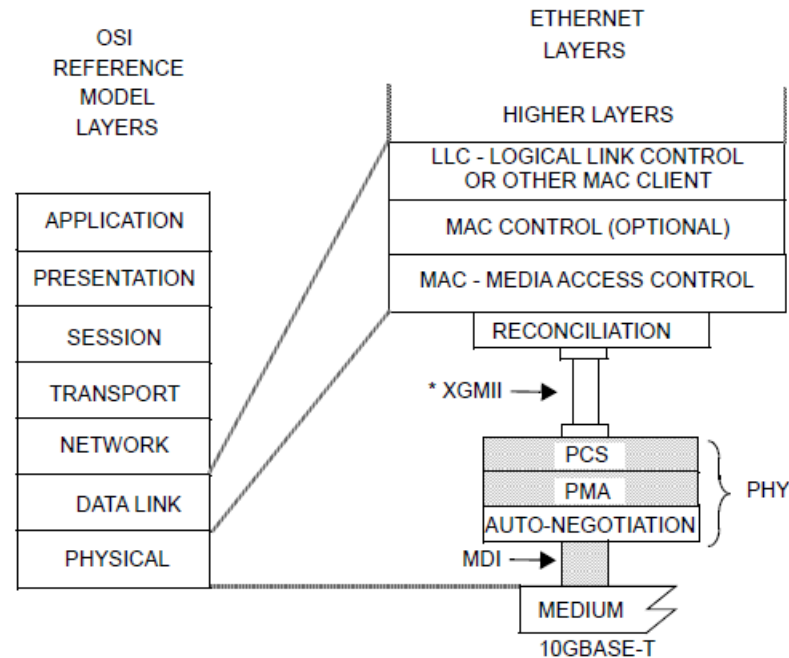 OSI
REFERENCE
MODEL
LAYERS
APPLICATION
PRESENTATION
SESSION
TRANSPORT
NETWORK
DATA LINK
PHYSICAL
ETHERNET
LAYERS
HIGHER LAYERS
LLC - LOGICAL LINK CONTROL
OR OTHER MAC CLIENT
MAC CONTROL (OPTIONAL)
MAC - MEDIA ACCESS CONTROL
RECONCILIATION
* XGMII
PCS
PMA
AUTO-NEGOTIATION
PHY
MDI
MEDIUM
10GBASE-T